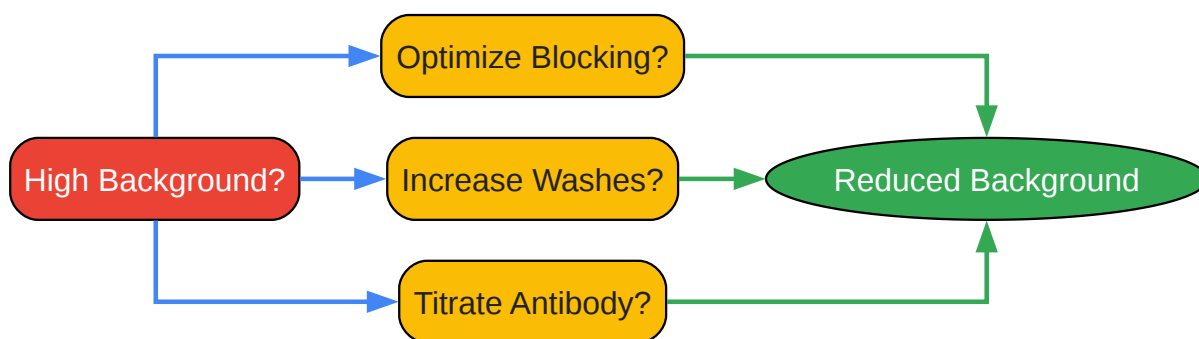 Optimize Blocking?
High Background?
Increase Washes?
Reduced Background
Titrate Antibody?